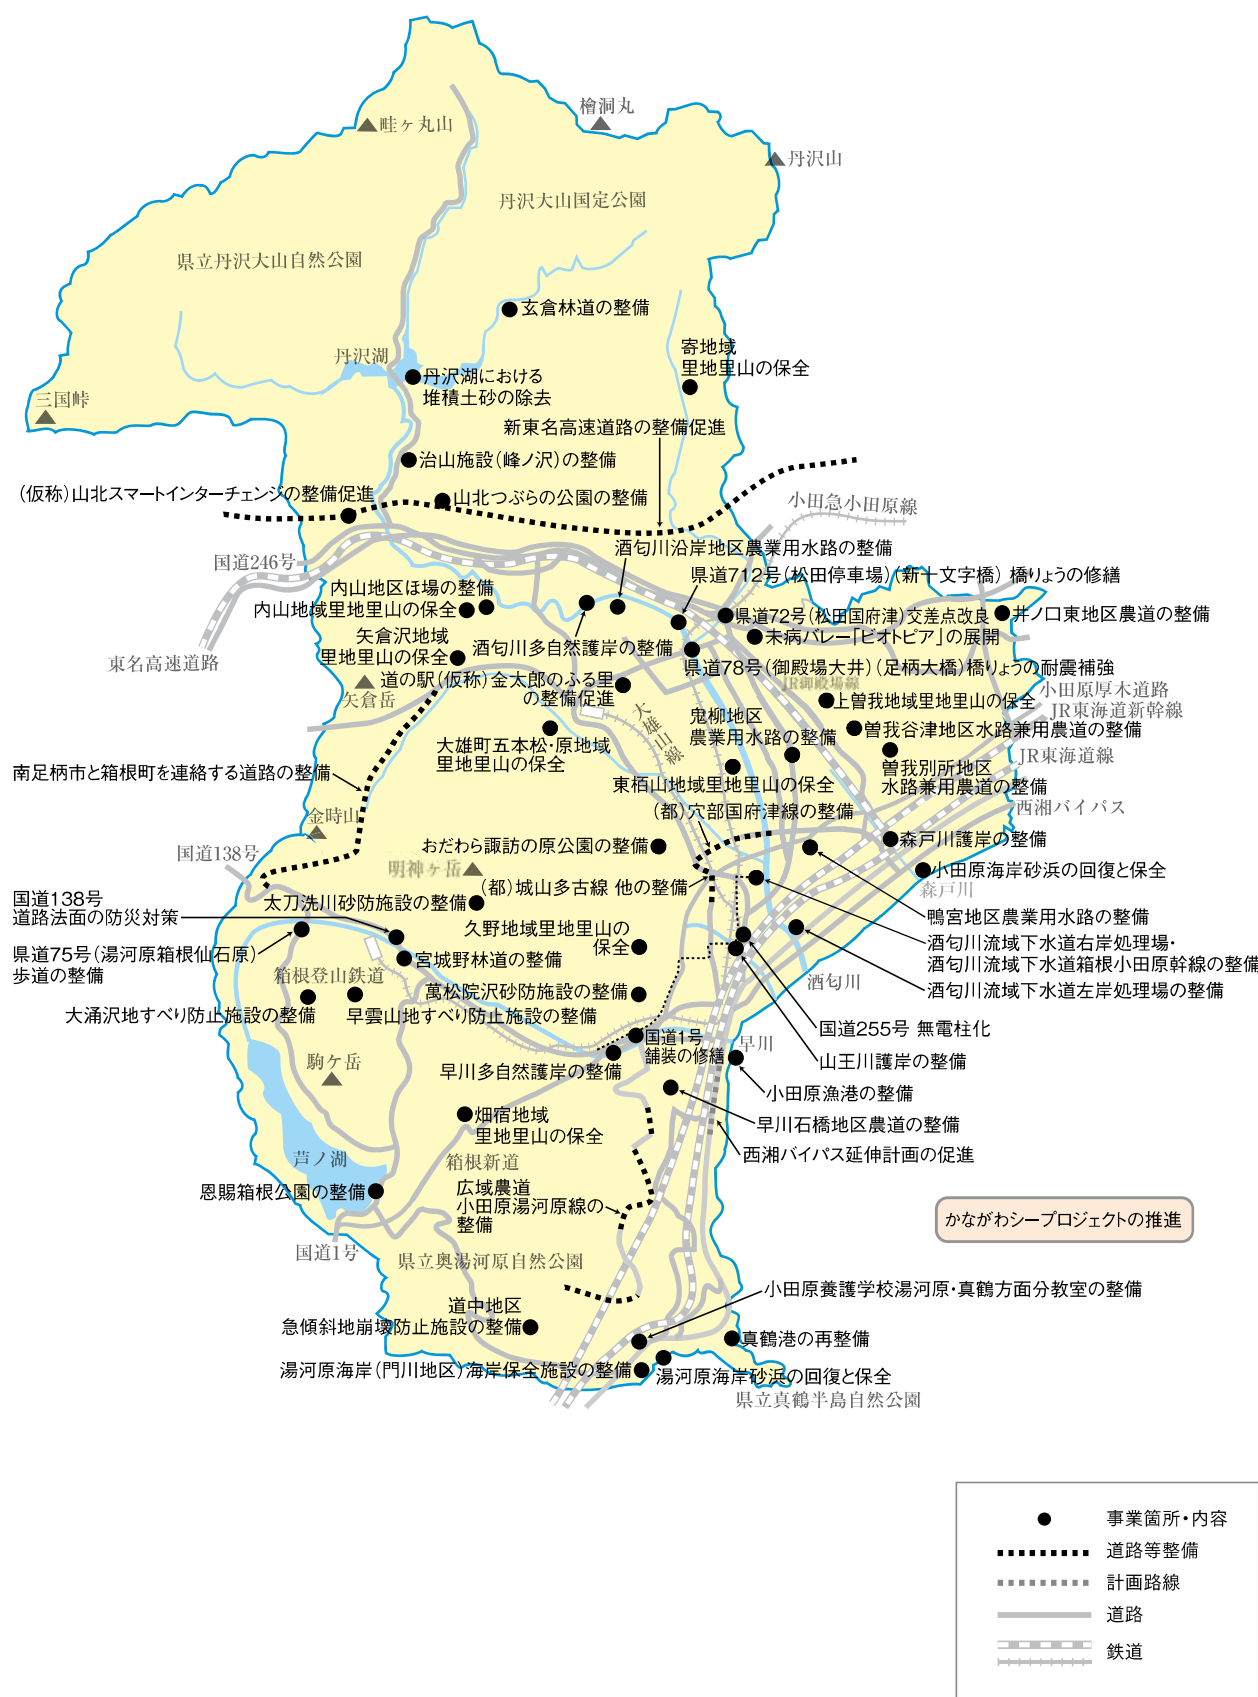 檜洞丸
畦ヶ丸山
丹沢山
丹沢大山国定公園
県立丹沢大山自然公園
玄倉林道の整備
丹沢湖
寄地域
里地里山の保全
丹沢湖における
堆積土砂の除去
三国峠
新東名高速道路の整備促進
治山施設(峰ノ沢)の整備
(仮称)山北スマートインターチェンジの整備促進
山北つぶらの公園の整備
小田急小田原線
国道246号
酒匂川沿岸地区農業用水路の整備
県道712号(松田停車場)(新十文字橋) 橋りょうの修繕
内山地区ほ場の整備
内山地域里地里山の保全
県道72号(松田国府津)交差点改良
井ノ口東地区農道の整備
矢倉沢地域
里地里山の保全
酒匂川多自然護岸の整備
未病バレー「ビオトピア」の展開
東名高速道路
県道78号(御殿場大井)(足柄大橋)橋りょうの耐震補強
道の駅(仮称)金太郎のふる里
の整備促進
矢倉岳
JR御殿場線
上曽我地域里地里山の保全
小田原厚木道路
JR東海道新幹線
大雄山線
鬼柳地区
農業用水路の整備
曽我谷津地区水路兼用農道の整備
大雄町五本松・原地域
里地里山の保全
JR東海道線
曽我別所地区
水路兼用農道の整備
南足柄市と箱根町を連絡する道路の整備
東栢山地域里地里山の保全
西湘バイパス
(都)穴部国府津線の整備
金時山
おだわら諏訪の原公園の整備
森戸川護岸の整備
国道138号
明神ヶ岳
小田原海岸砂浜の回復と保全
(都)城山多古線 他の整備
森戸川
国道138号
道路法面の防災対策
太刀洗川砂防施設の整備
鴨宮地区農業用水路の整備
久野地域里地里山の
保全
県道75号(湯河原箱根仙石原)
歩道の整備
酒匂川流域下水道右岸処理場・
酒匂川流域下水道箱根小田原幹線の整備
宮城野林道の整備
箱根登山鉄道
酒匂川
萬松院沢砂防施設の整備
酒匂川流域下水道左岸処理場の整備
大涌沢地すべり防止施設の整備
早雲山地すべり防止施設の整備
国道255号 無電柱化
国道1号
舗装の修繕
早川
山王川護岸の整備
駒ケ岳
早川多自然護岸の整備
小田原漁港の整備
畑宿地域
里地里山の保全
早川石橋地区農道の整備
芦ノ湖
箱根新道
西湘バイパス延伸計画の促進
恩賜箱根公園の整備
広域農道
小田原湯河原線の
整備
かながわシープロジェクトの推進
国道1号
県立奥湯河原自然公園
小田原養護学校湯河原・真鶴方面分教室の整備
道中地区
急傾斜地崩壊防止施設の整備
真鶴港の再整備
湯河原海岸(門川地区)海岸保全施設の整備
湯河原海岸砂浜の回復と保全
県立真鶴半島自然公園
事業箇所・内容
道路等整備
計画路線
道路
鉄道